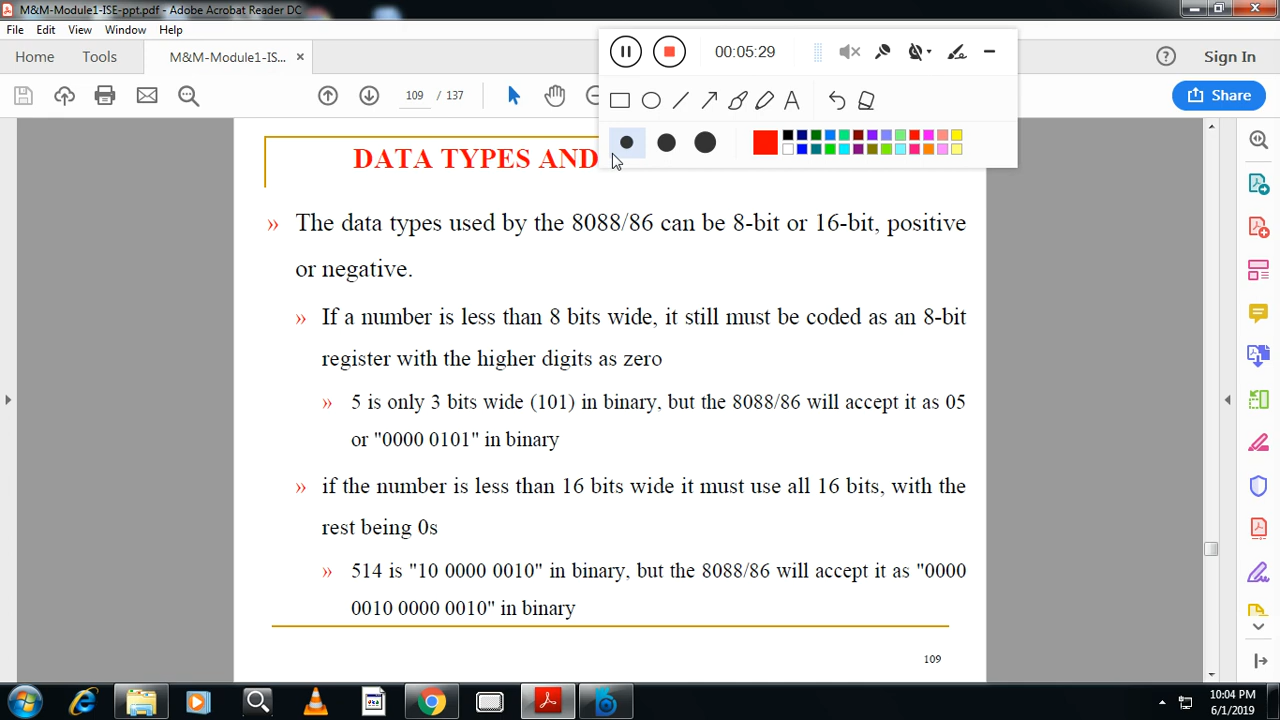 M&M-Module1-ISE-ppt.pdf - Adobe Acrobat Reader DC
File Edit View Window Help
Home Tools M&M-Module1-IS... × 00:05:29 Sign In
109 / 137 Share
DATA TYPES AND
» The data types used by the 8088/86 can be 8-bit or 16-bit, positive
or negative.
» If a number is less than 8 bits wide, it still must be coded as an 8-bit
register with the higher digits as zero
» 5 is only 3 bits wide (101) in binary, but the 8088/86 will accept it as 05
or "0000 0101" in binary
» if the number is less than 16 bits wide it must use all 16 bits, with the
rest being 0s
» 514 is "10 0000 0010" in binary, but the 8088/86 will accept it as "0000
0010 0000 0010" in binary
109
10:04 PM
6/1/2019